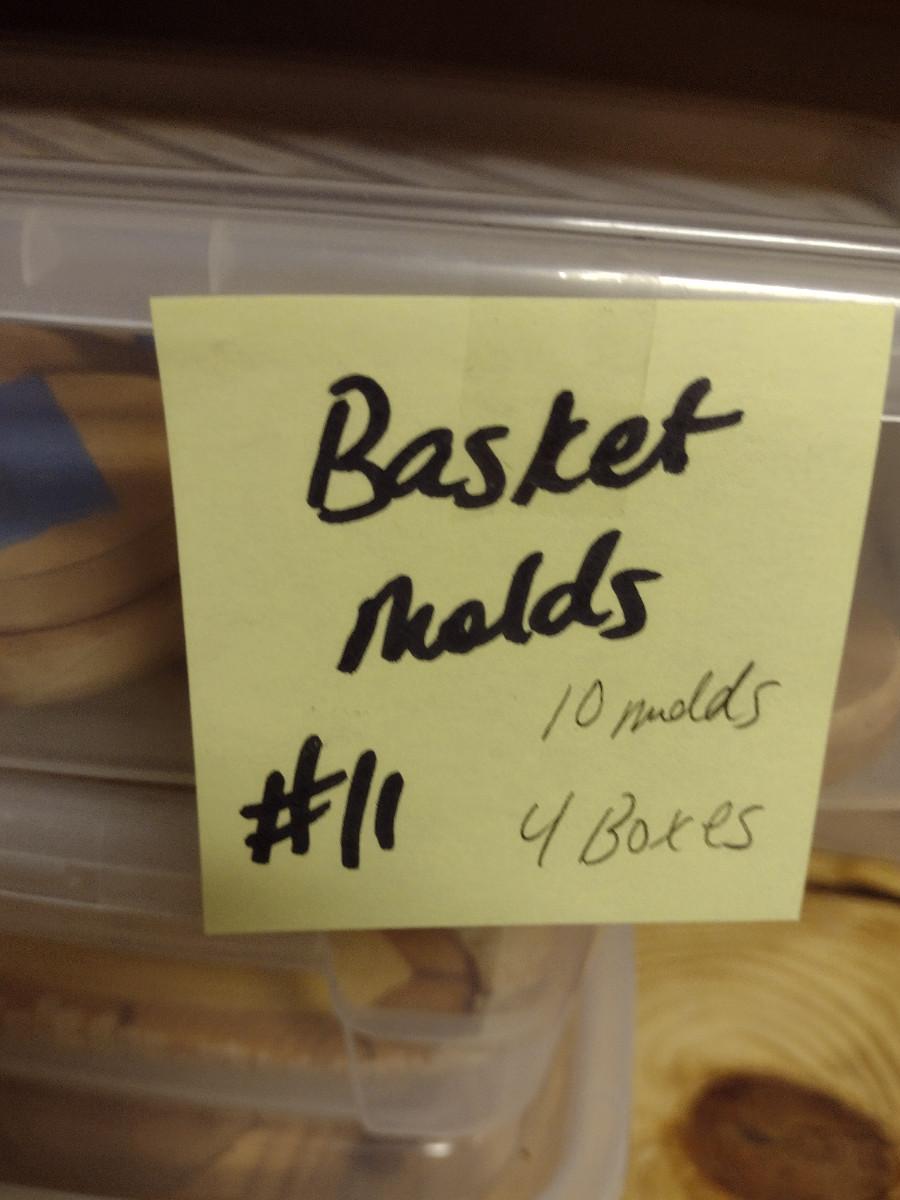 Basket
molds
10 molds
#11
4 Boxes